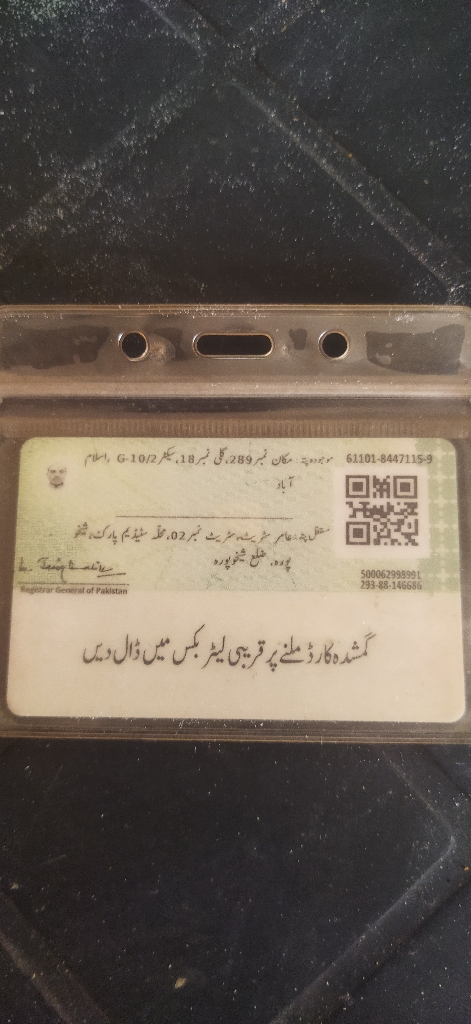 61101-8447115-9
موجودہ پتہ: مکان نمبر 289، گلی نمبر 18، سیکٹر G-10/2، اسلام
آباد
مستقل پتہ: عامر سٹریٹ، سٹریٹ نمبر 02، محلہ سٹیڈیم پارک، شیخو
پورہ، ضلع شیخوپورہ
500062998991
293-88-146686
Registrar General of Pakistan
گمشدہ کارڈ ملنے پر قریبی لیٹر بکس میں ڈال دیں